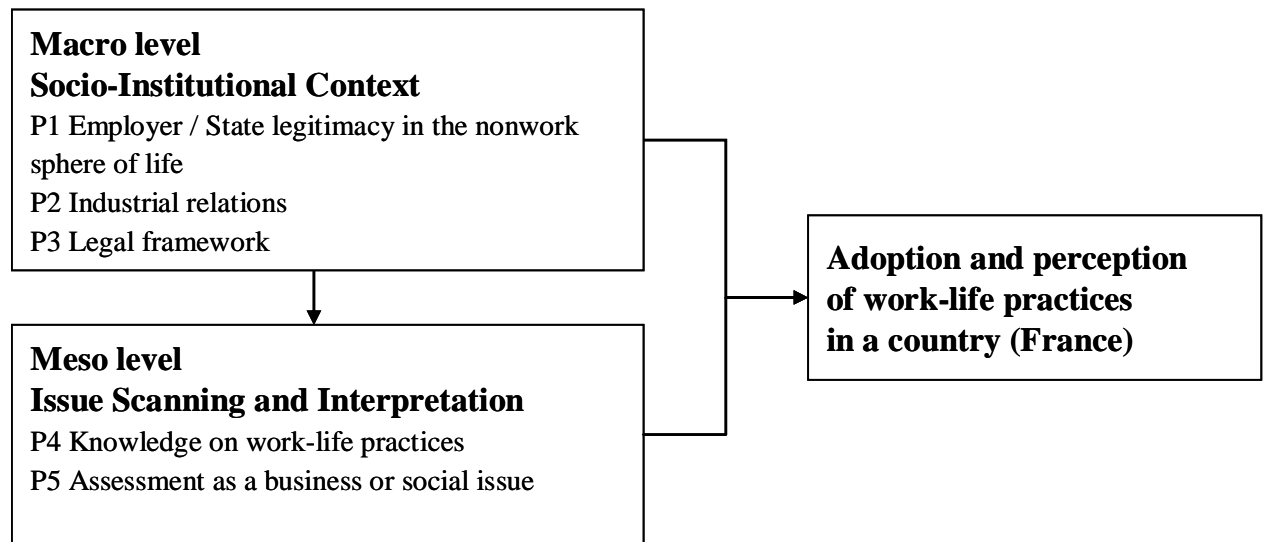 Macro level
Socio-Institutional Context
P1 Employer / State legitimacy in the nonwork
sphere of life
P2 Industrial relations
P3 Legal framework
Meso level
Issue Scanning and Interpretation
P4 Knowledge on work-life practices
P5 Assessment as a business or social issue
Adoption and perception
of work-life practices
in a country (France)